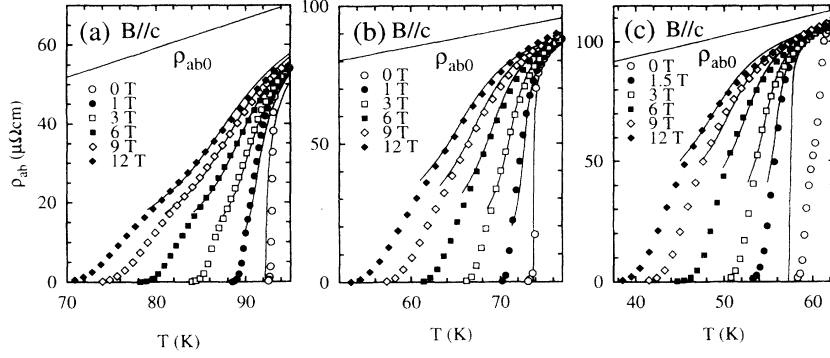 (a) B//c
ρab0
0 T
1 T
3 T
6 T
9 T
12 T
ρab (μΩcm)
60
40
20
0
70 80 90
T (K)
(b) B//c
ρab0
0 T
1 T
3 T
6 T
9 T
12 T
100
50
0
60 70
T (K)
(c) B//c
ρab0
0 T
1.5 T
3 T
6 T
9 T
12 T
100
50
0
40 50 60
T (K)